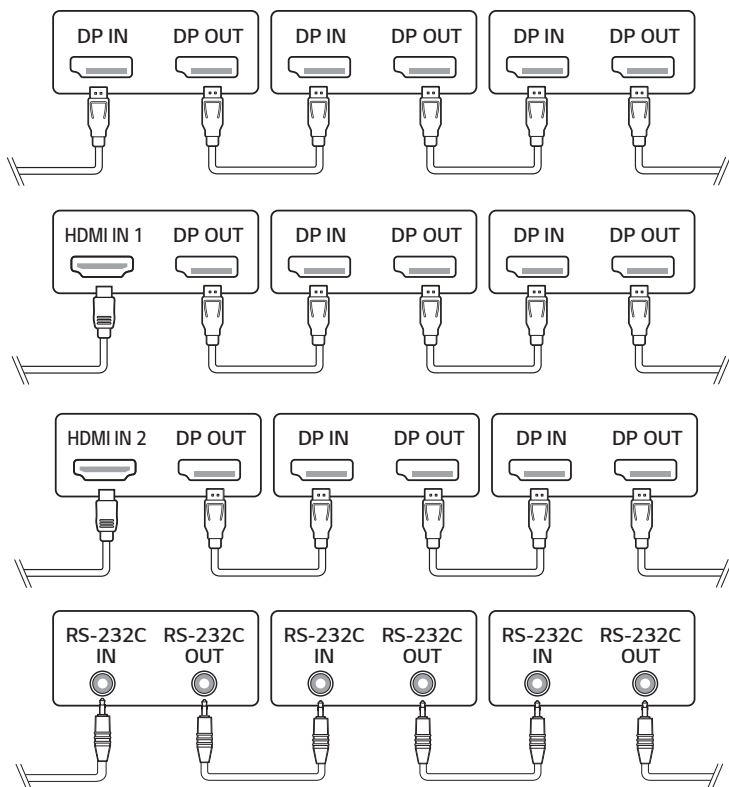 DP IN DP OUT DP IN DP OUT DP IN DP OUT
HDMI IN 1 DP OUT DP IN DP OUT DP IN DP OUT
HDMI IN 2 DP OUT DP IN DP OUT DP IN DP OUT
RS-232C RS-232C RS-232C RS-232C RS-232C RS-232C
IN OUT IN OUT IN OUT